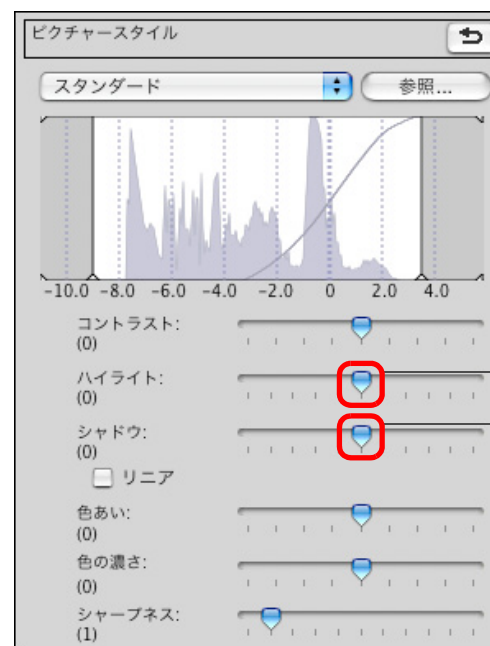 ピクチャースタイル
スタンダード 参照...
-10.0 -8.0 -6.0 -4.0 -2.0 0 2.0 4.0
コントラスト:
(0)
ハイライト:
(0)
シャドウ:
(0)
リニア
色あい:
(0)
色の濃さ:
(0)
シャープネス:
(1)